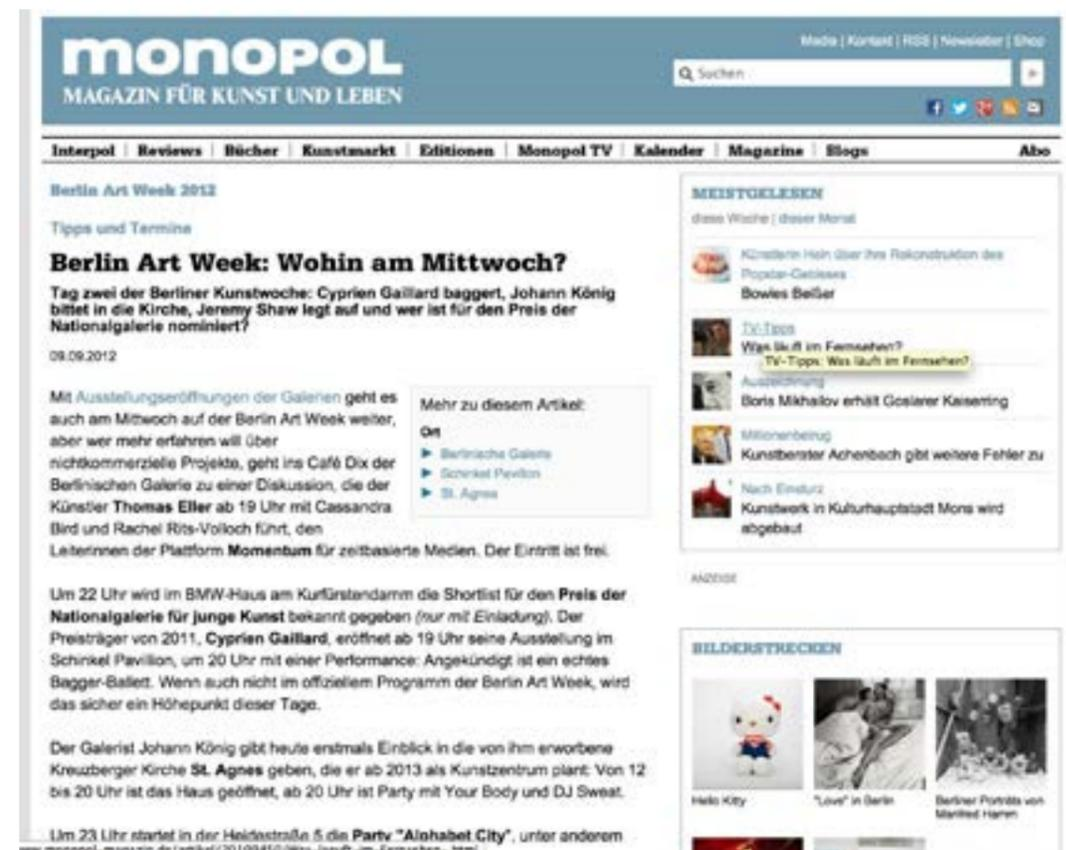 monopol
MAGAZIN FÜR KUNST UND LEBEN
Media | Kontakt | RSS | Newsletter | Shop
Suchen
Interpol | Reviews | Bücher | Kunstmarkt | Editionen | Monopol TV | Kalender | Magazine | Blogs Abo
Berlin Art Week 2012
Tipps und Termine
Berlin Art Week: Wohin am Mittwoch?
Tag zwei der Berliner Kunstwoche: Cyprien Gaillard baggert, Johann König
bittet in die Kirche, Jeremy Shaw legt auf und wer ist für den Preis der
Nationalgalerie nominiert?
09.09.2012
Mit Ausstellungseröffnungen der Galerien geht es
auch am Mittwoch auf der Berlin Art Week weiter,
aber wer mehr erfahren will über
nichtkommerzielle Projekte, geht ins Café Dix der
Berlinischen Galerie zu einer Diskussion, die der
Künstler Thomas Eller ab 19 Uhr mit Cassandra
Bird und Rachel Rits-Volloch führt, den
Leiterinnen der Plattform Momentum für zeitbasierte Medien. Der Eintritt ist frei.
Mehr zu diesem Artikel:
Ort
Berlinische Galerie
Schinkel Pavillon
St. Agnes
Um 22 Uhr wird im BMW-Haus am Kurfürstendamm die Shortlist für den Preis der
Nationalgalerie für junge Kunst bekannt gegeben (nur mit Einladung). Der
Preisträger von 2011, Cyprien Gaillard, eröffnet ab 19 Uhr seine Ausstellung im
Schinkel Pavillion, um 20 Uhr mit einer Performance: Angekündigt ist ein echtes
Bagger-Ballett. Wenn auch nicht im offiziellem Programm der Berlin Art Week, wird
das sicher ein Höhepunkt dieser Tage.
Der Galerist Johann König gibt heute erstmals Einblick in die von ihm erworbene
Kreuzberger Kirche St. Agnes geben, die er ab 2013 als Kunstzentrum plant: Von 12
bis 20 Uhr ist das Haus geöffnet, ab 20 Uhr ist Party mit Your Body und DJ Sweat.
Um 23 Uhr startet in der Heidestraße 5 die Party "Alphabet City", unter anderem
MEISTGELESEN
diese Woche | dieser Monat
Künstlerin Hein über ihre Rekonstruktion des
Popstar-Gebisses
Bowies Beißer
TV-Tipps
Was läuft im Fernsehen?
TV-Tipps: Was läuft im Fernsehen?
Auszeichnung
Boris Mikhailov erhält Goslarer Kaiserring
Millionenbetrug
Kunstberater Achenbach gibt weitere Fehler zu
Nach Einsturz
Kunstwerk in Kulturhauptstadt Mons wird
abgebaut
ANZEIGE
BILDERSTRECKEN
Hello Kitty
"Love" in Berlin
Berliner Porträts von
Manfred Hamm